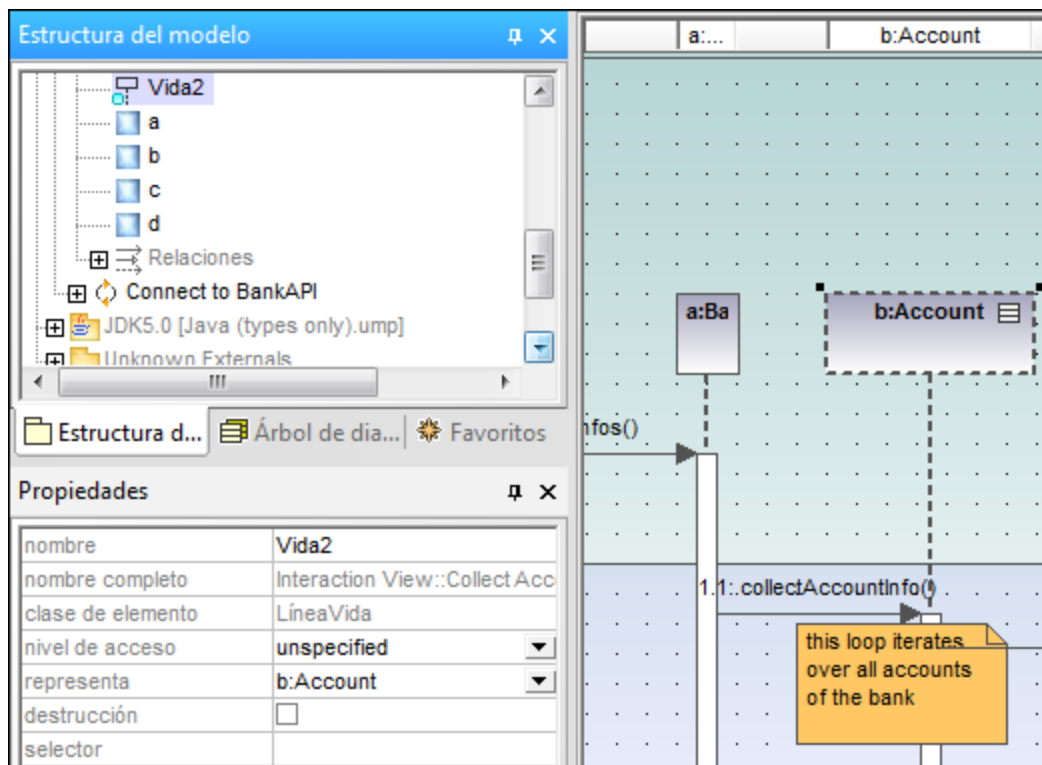 Estructura del modelo
Vida2
a
b
c
d
Relaciones
Connect to BankAPI
JDK5.0 [Java (types only).ump]
Unknown Externals
Estructura d... Árbol de dia... Favoritos
Propiedades
nombre Vida2
nombre completo Interaction View::Collect Acc
clase de elemento LíneaVida
nivel de acceso unspecified
representa b:Account
destrucción
selector
a:... b:Account
a:Ba b:Account
nfos()
1.1:.collectAccountInfo()
this loop iterates
over all accounts
of the bank